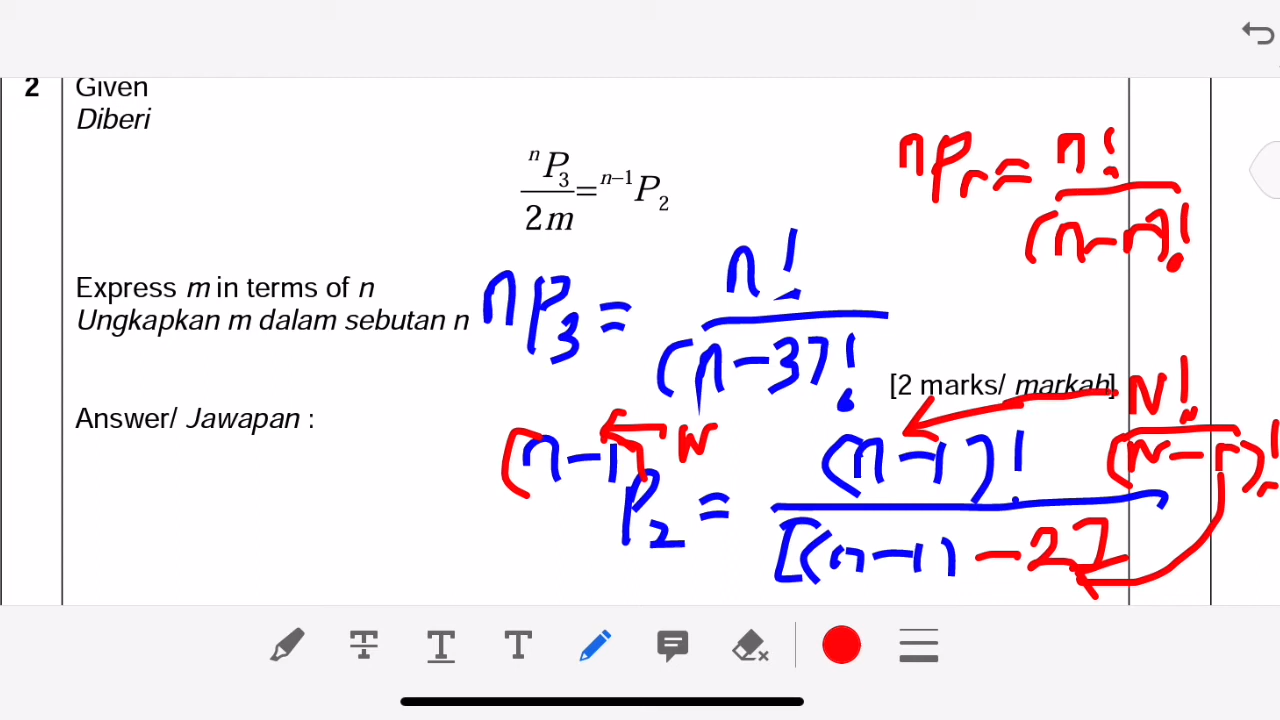 2 Given
Diberi
ⁿP₃/2m = ⁿ⁻¹P₂
nPr = n!/(n-r)!
Express m in terms of n
Ungkapkan m dalam sebutan n
nP3 = n!/(n-3)!
[2 marks/ markah]
Answer/ Jawapan :
N!/(N-r)!
N
(n-1)P2 = (n-1)!/[(n-1)-2]